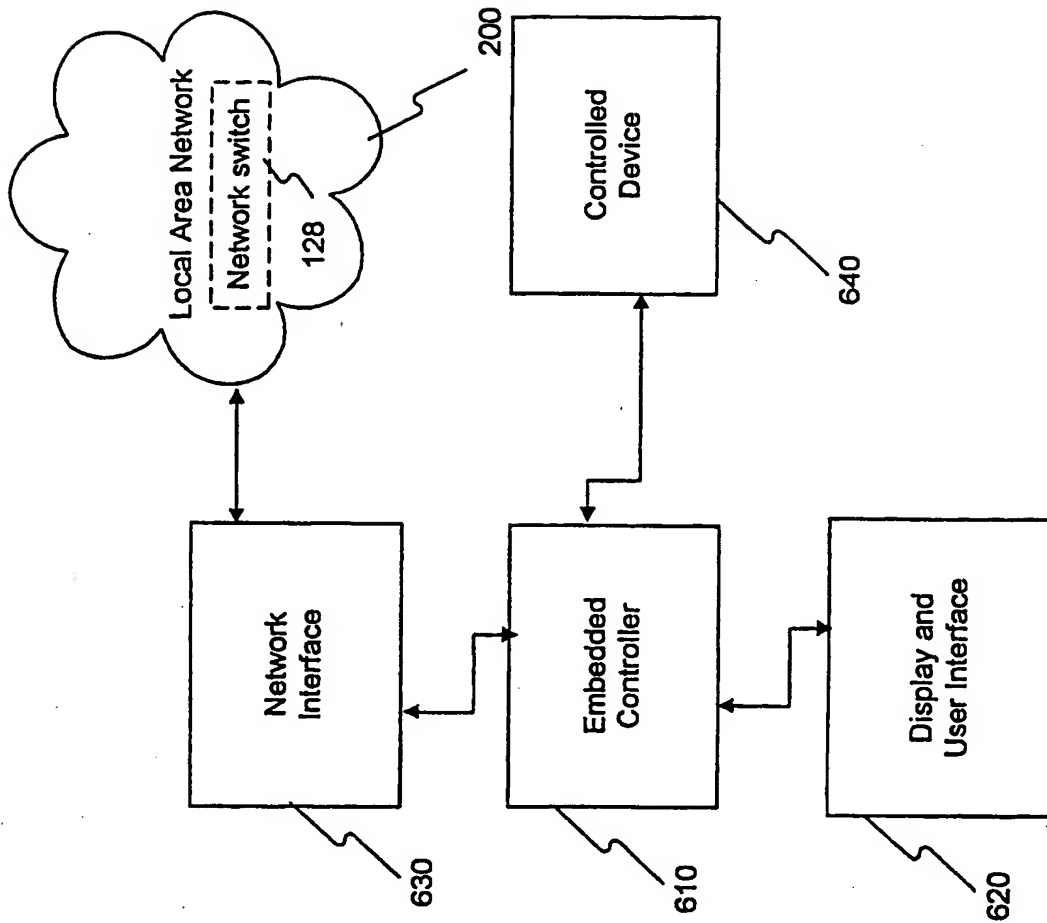 Local Area Network
Network switch
128
200
Network
Interface
630
Embedded
Controller
610
Controlled
Device
640
Display and
User Interface
620